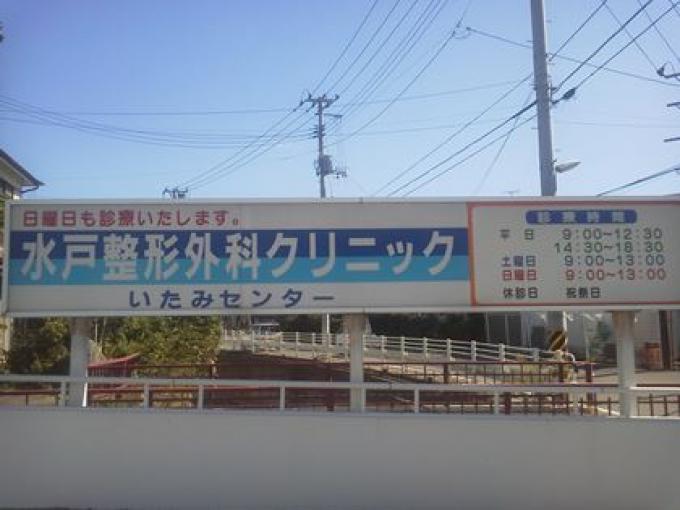 日曜日も診療いたします。
水戸整形外科クリニック
いたみセンター
診療時間
平日 9:00~12:30
14:30~18:30
土曜日 9:00~13:00
日曜日 9:00~13:00
休診日 祝祭日